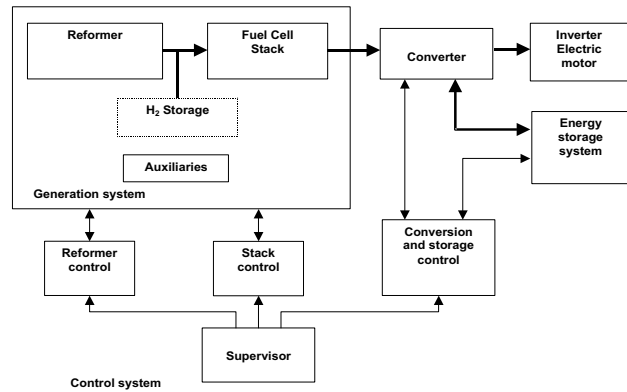 Reformer
Fuel Cell
Stack
Converter
Inverter
Electric
motor
H₂ Storage
Energy
storage
system
Auxiliaries
Generation system
Reformer
control
Stack
control
Conversion
and storage
control
Supervisor
Control system